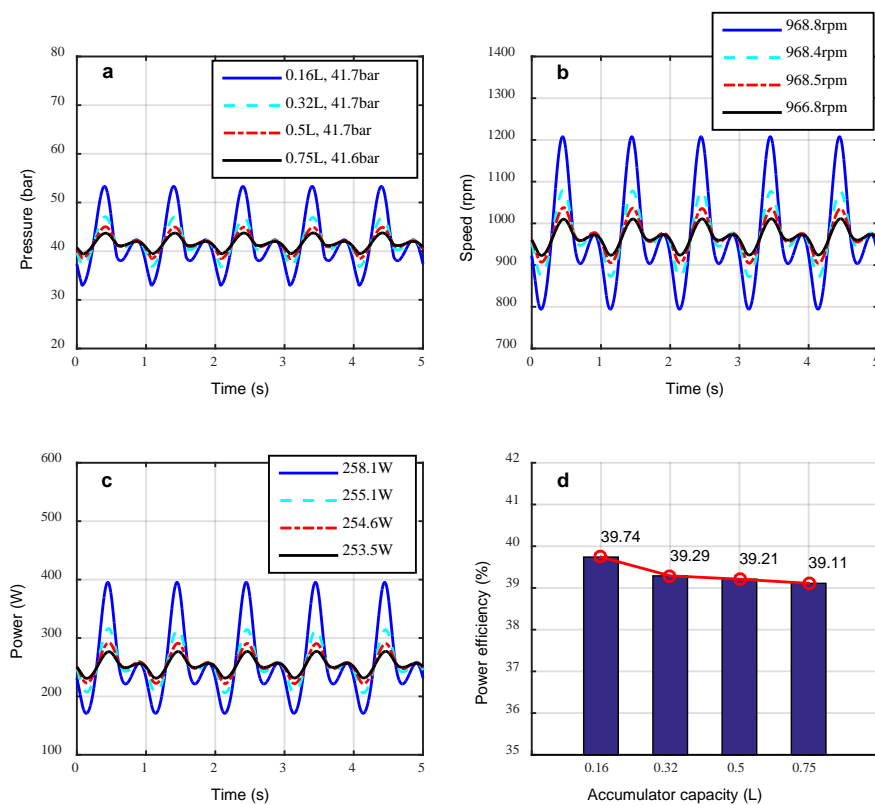 a
80
70
60
50
40
30
20
Pressure (bar)
0.16L, 41.7bar
0.32L, 41.7bar
0.5L, 41.7bar
0.75L, 41.6bar
0 1 2 3 4 5
Time (s)
b
1400
1300
1200
1100
1000
900
800
700
Speed (rpm)
968.8rpm
968.4rpm
968.5rpm
966.8rpm
0 1 2 3 4 5
Time (s)
c
600
500
400
300
200
100
Power (W)
258.1W
255.1W
254.6W
253.5W
0 1 2 3 4 5
Time (s)
d
42
41
40
39
38
37
36
35
Power efficiency (%)
39.74
39.29
39.21
39.11
0.16 0.32 0.5 0.75
Accumulator capacity (L)